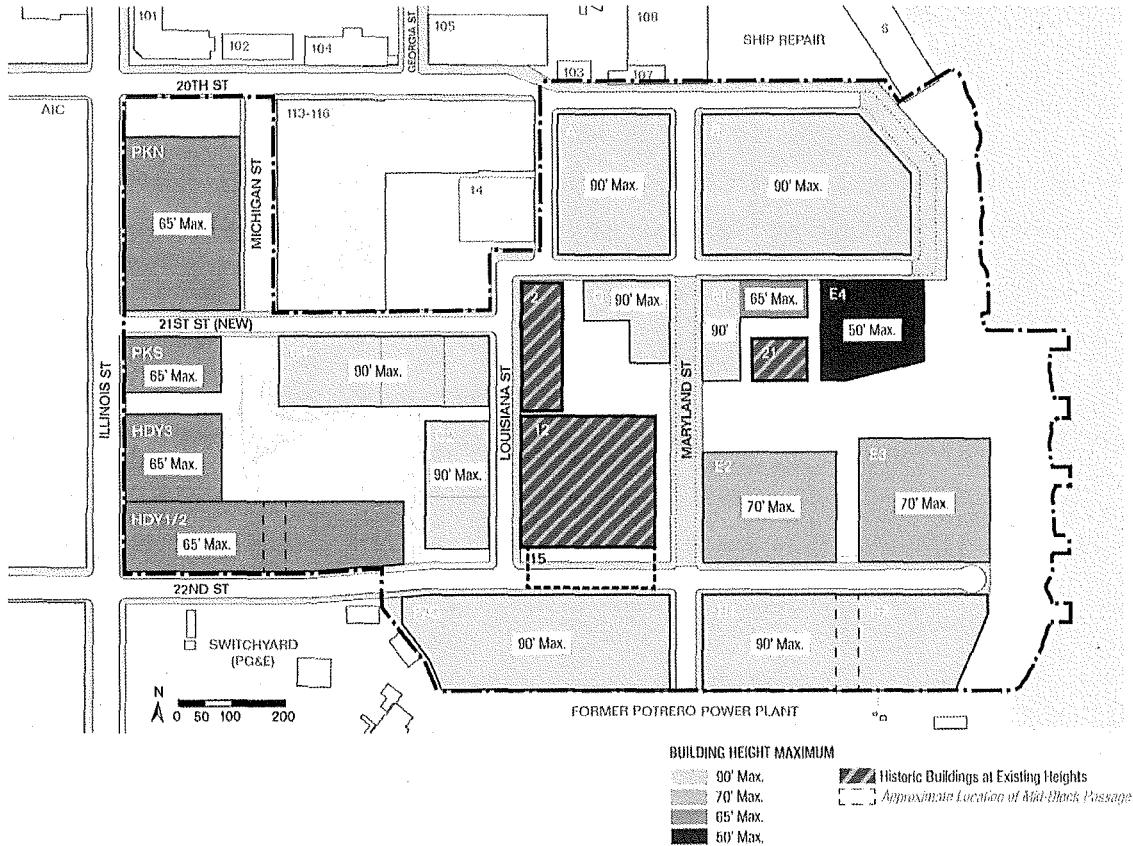 101
102
104
GEORGIA ST
105
108
SHIP REPAIR
6
103
107
20TH ST
AIC
113-116
PKN
65' Max.
MICHIGAN ST
14
90' Max.
90' Max.
21ST ST (NEW)
2
90' Max.
65' Max.
90'
21
E4
50' Max.
PKS
65' Max.
90' Max.
ILLINOIS ST
LOUISIANA ST
MARYLAND ST
HDY3
65' Max.
12
90' Max.
E2
70' Max.
E3
70' Max.
HDY1/2
65' Max.
15
22ND ST
90' Max.
90' Max.
SWITCHYARD
(PG&E)
N
0 50 100 200
FORMER POTRERO POWER PLANT
BUILDING HEIGHT MAXIMUM
90' Max.
70' Max.
65' Max.
50' Max.
Historic Buildings at Existing Heights
Approximate Location of Mid-Block Passage